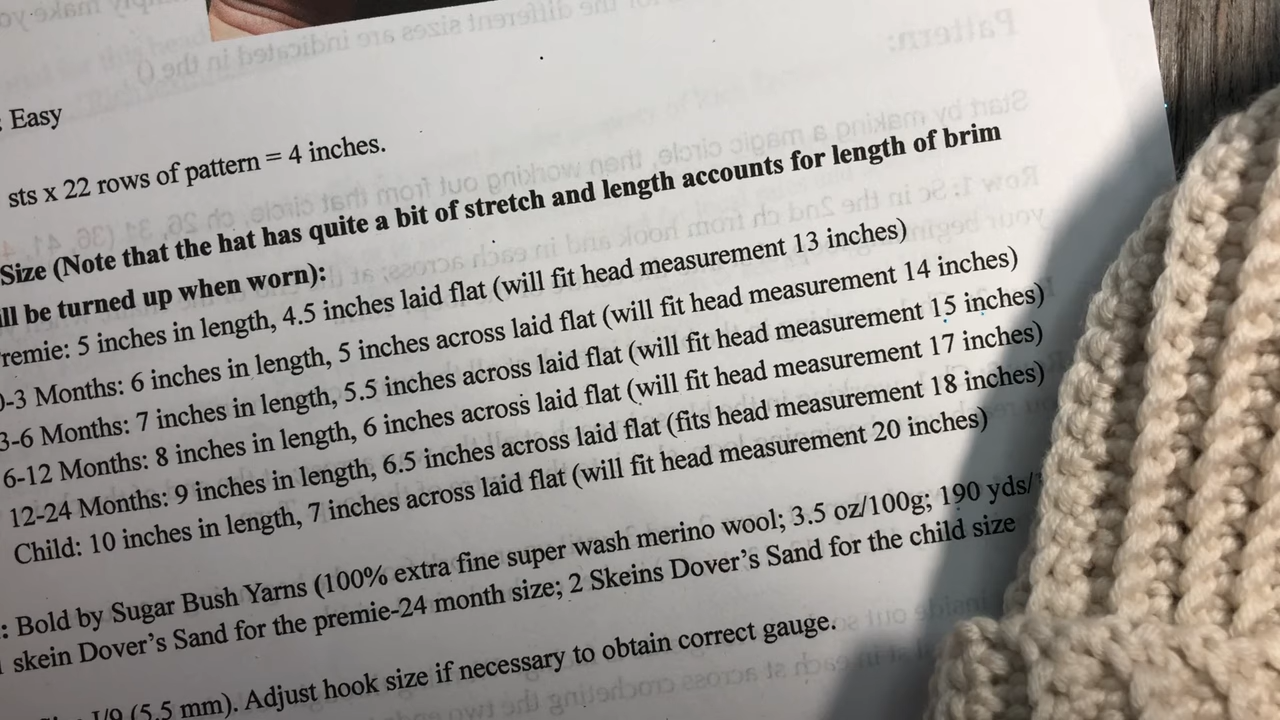 Easy
sts x 22 rows of pattern = 4 inches.
Size (Note that the hat has quite a bit of stretch and length accounts for length of brim
ll be turned up when worn):
remie: 5 inches in length, 4.5 inches laid flat (will fit head measurement 13 inches)
0-3 Months: 6 inches in length, 5 inches across laid flat (will fit head measurement 14 inches)
3-6 Months: 7 inches in length, 5.5 inches across laid flat (will fit head measurement 15 inches)
6-12 Months: 8 inches in length, 6 inches across laid flat (will fit head measurement 17 inches)
12-24 Months: 9 inches in length, 6.5 inches across laid flat (fits head measurement 18 inches)
Child: 10 inches in length, 7 inches across laid flat (will fit head measurement 20 inches)
: Bold by Sugar Bush Yarns (100% extra fine super wash merino wool; 3.5 oz/100g; 190 yds/
skein Dover's Sand for the premie-24 month size; 2 Skeins Dover's Sand for the child size
I/9 (5.5 mm). Adjust hook size if necessary to obtain correct gauge.